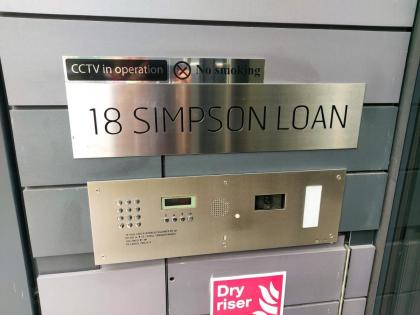 CCTV in operation
No smoking
18 SIMPSON LOAN
Dry
riser